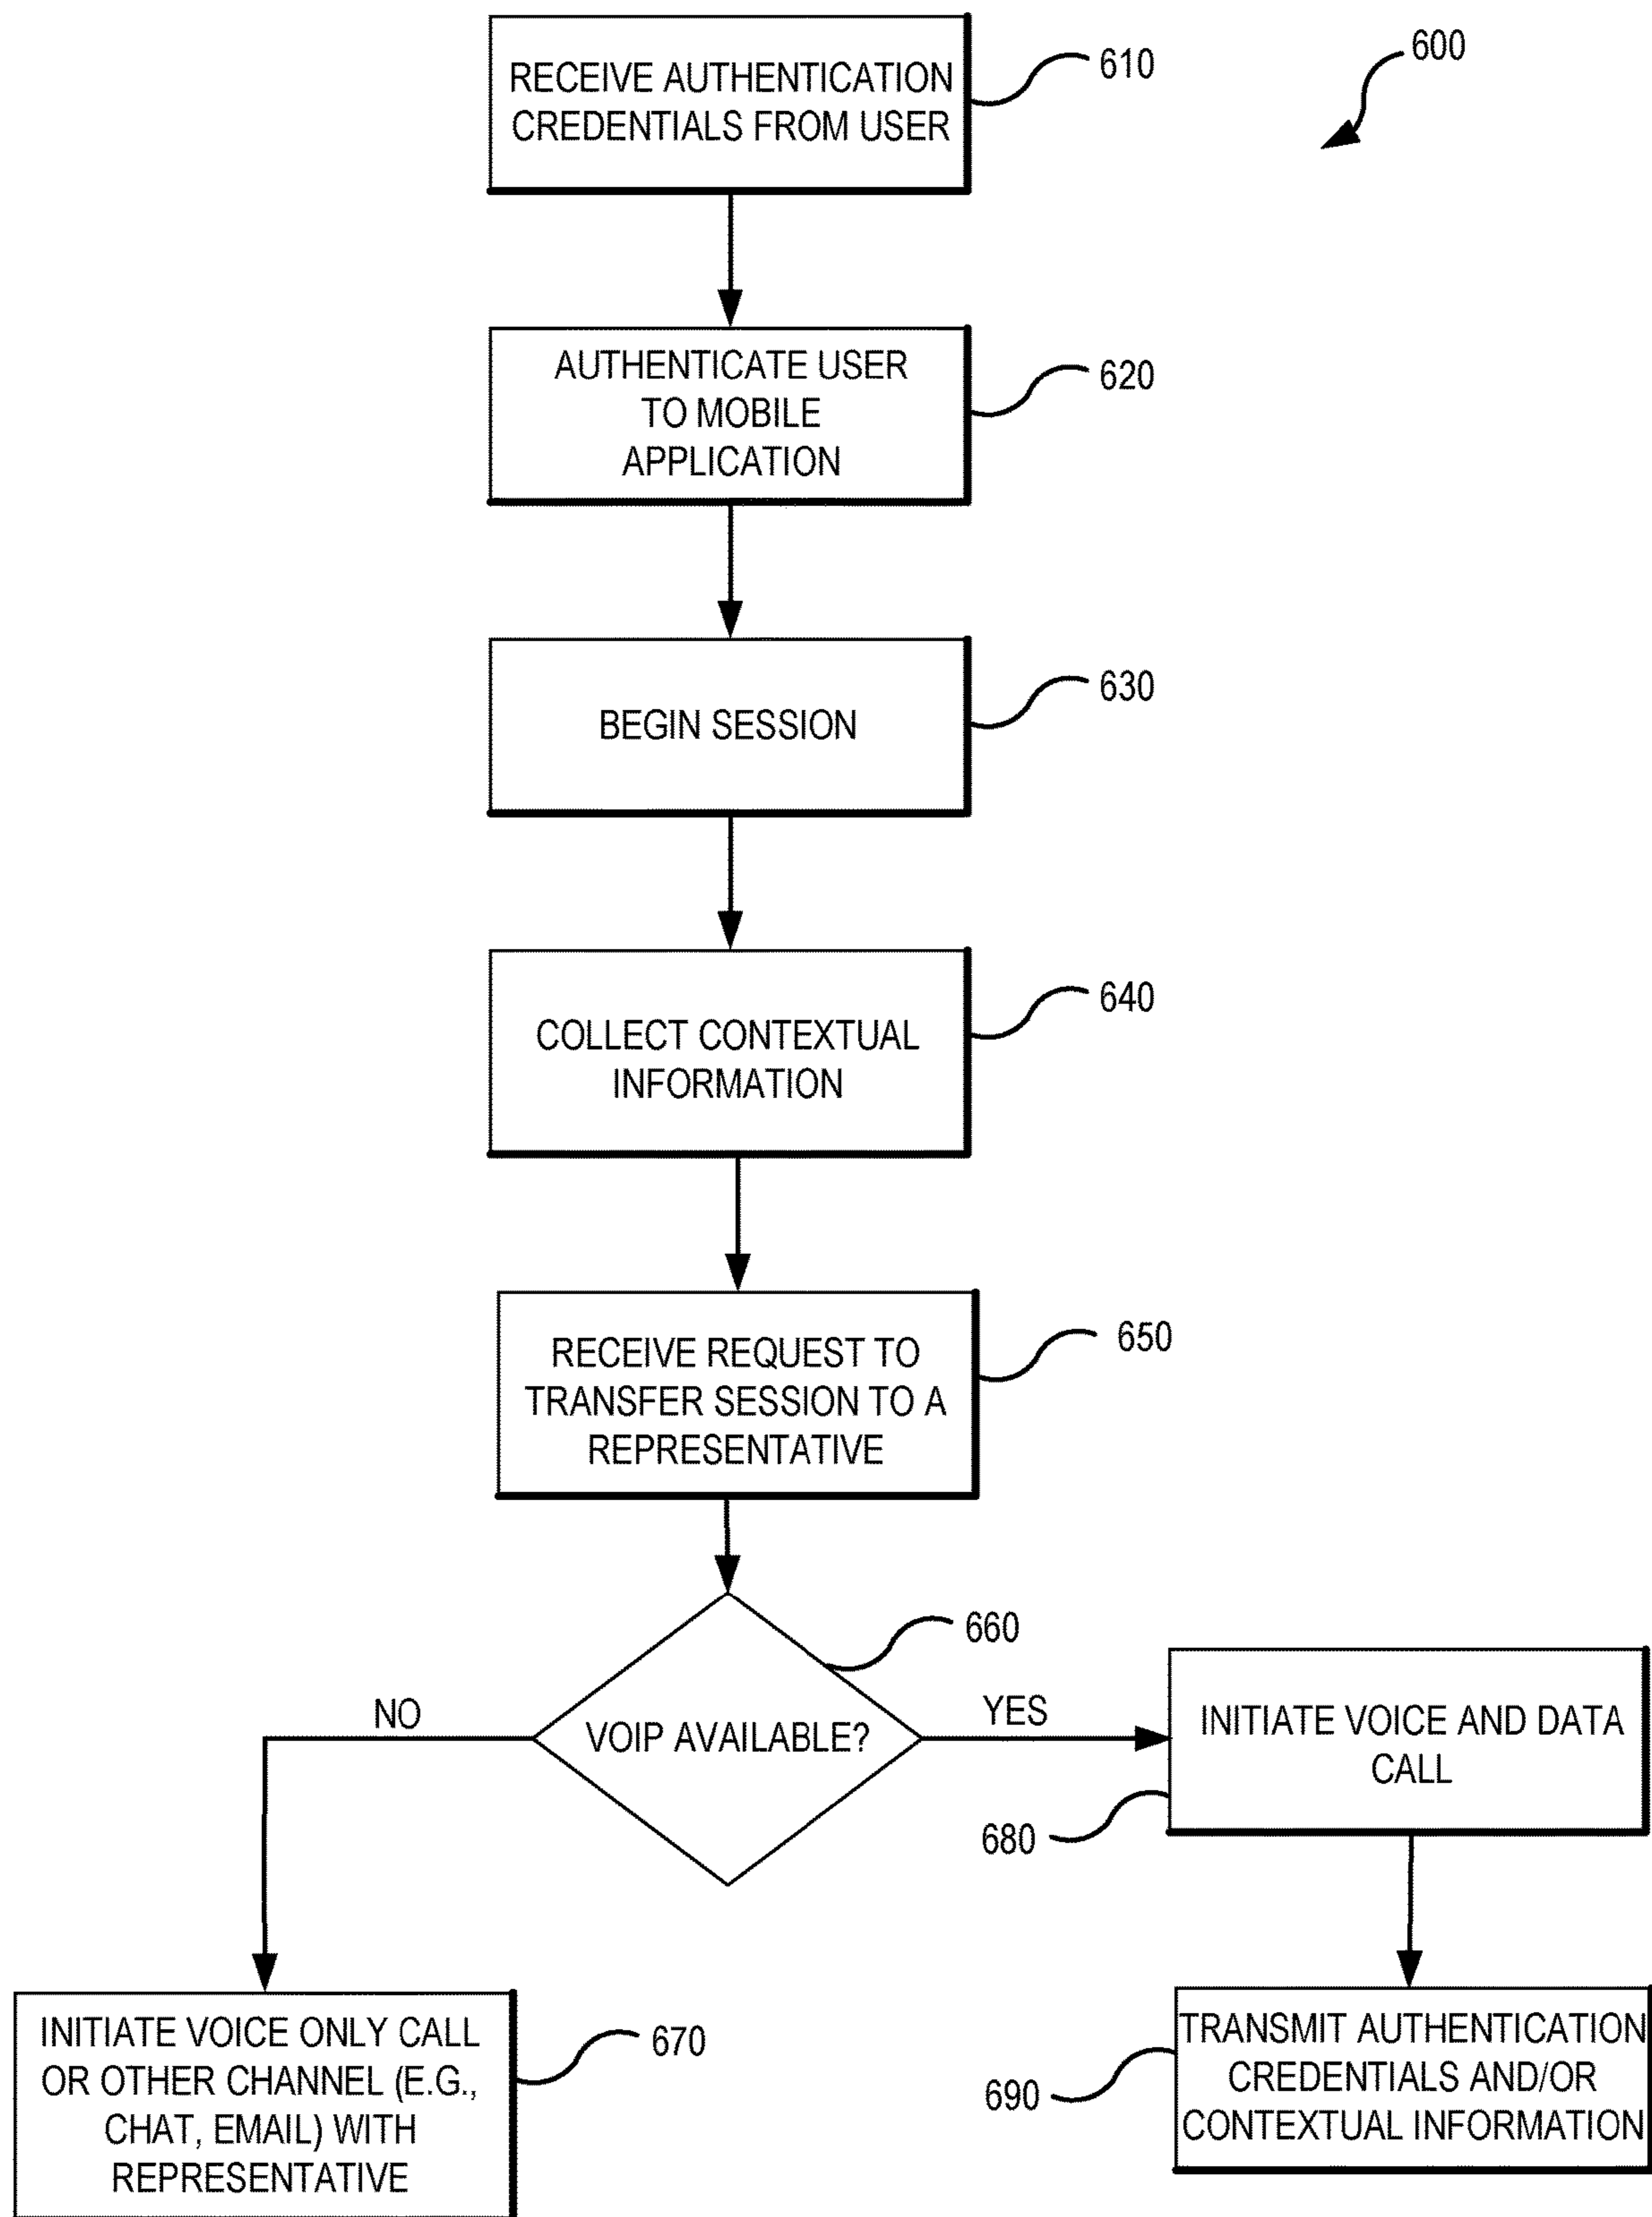 600
RECEIVE AUTHENTICATION
CREDENTIALS FROM USER
610
AUTHENTICATE USER
TO MOBILE
APPLICATION
620
BEGIN SESSION
630
COLLECT CONTEXTUAL
INFORMATION
640
RECEIVE REQUEST TO
TRANSFER SESSION TO A
REPRESENTATIVE
650
VOIP AVAILABLE?
660
NO
YES
INITIATE VOICE AND DATA
CALL
680
INITIATE VOICE ONLY CALL
OR OTHER CHANNEL (E.G.,
CHAT, EMAIL) WITH
REPRESENTATIVE
670
TRANSMIT AUTHENTICATION
CREDENTIALS AND/OR
CONTEXTUAL INFORMATION
690